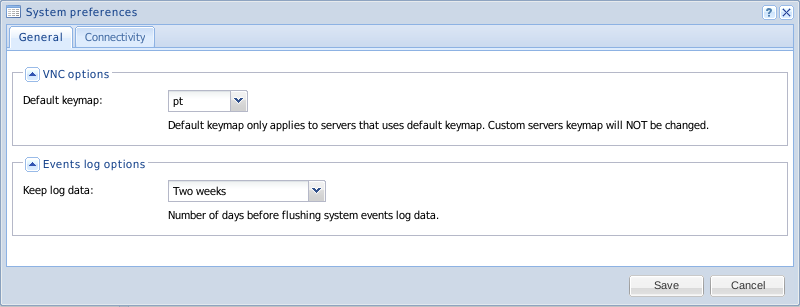 System preferences
?
General
Connectivity
VNC options
Default keymap:
pt
Default keymap only applies to servers that uses default keymap. Custom servers keymap will NOT be changed.
Events log options
Keep log data:
Two weeks
Number of days before flushing system events log data.
Save
Cancel